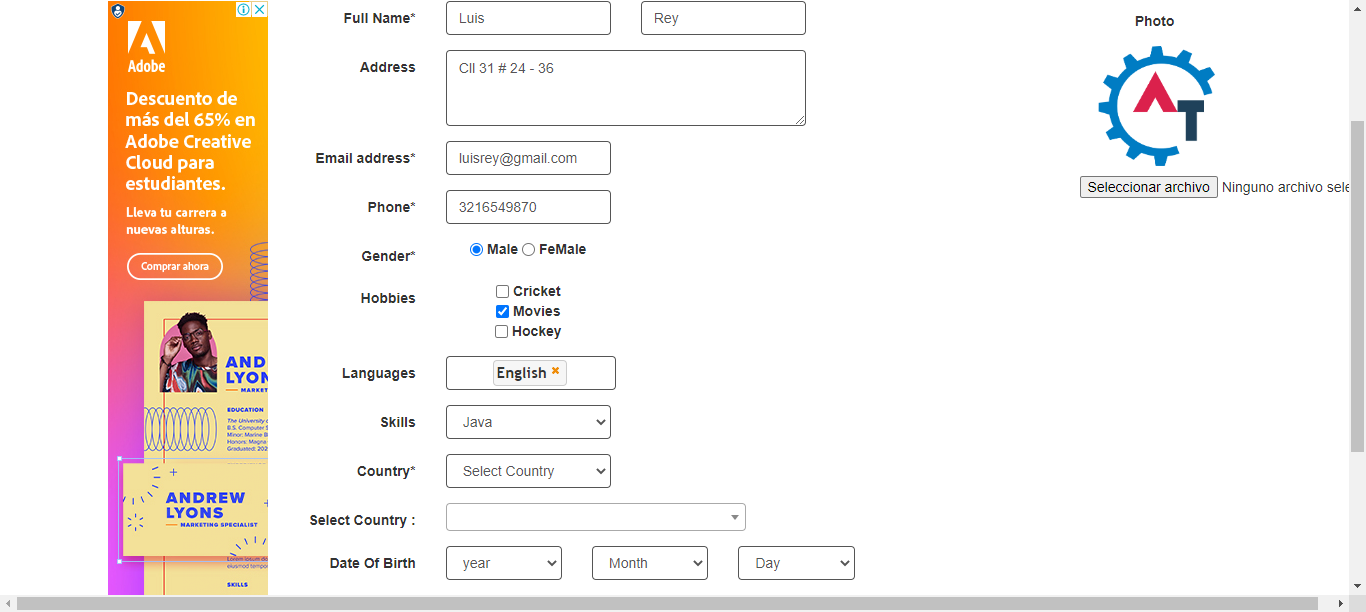 Adobe
Descuento de
más del 65% en
Adobe Creative
Cloud para
estudiantes.
Lleva tu carrera a
nuevas alturas.
Comprar ahora
ANDREW
LYONS
MARKETING SPECIALIST
EDUCATION
SKILLS
Full Name* Luis Rey
Address Cll 31 # 24 - 36
Email address* luisrey@gmail.com
Phone* 3216549870
Gender* Male FeMale
Hobbies Cricket
Movies
Hockey
Languages English
Skills Java
Country* Select Country
Select Country :
Date Of Birth year Month Day
Photo
AT
Seleccionar archivo Ninguno archivo sele